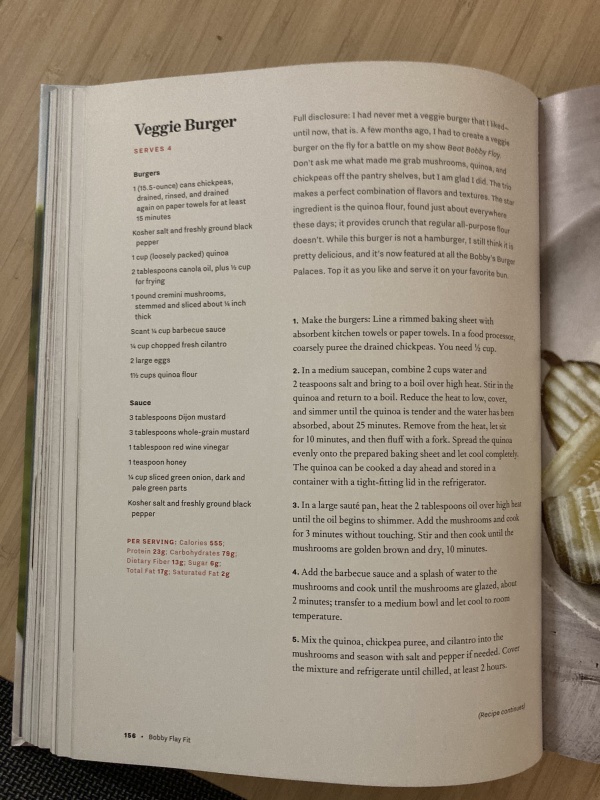 Veggie Burger
SERVES 4
Burgers
1 (15.5-ounce) cans chickpeas,
drained, rinsed, and drained
again on paper towels for at least
15 minutes
Kosher salt and freshly ground black
pepper
1 cup (loosely packed) quinoa
2 tablespoons canola oil, plus ½ cup
for frying
1 pound cremini mushrooms,
stemmed and sliced about ¼ inch
thick
Scant ¼ cup barbecue sauce
¼ cup chopped fresh cilantro
2 large eggs
1½ cups quinoa flour
Sauce
3 tablespoons Dijon mustard
3 tablespoons whole-grain mustard
1 tablespoon red wine vinegar
1 teaspoon honey
¼ cup sliced green onion, dark and
pale green parts
Kosher salt and freshly ground black
pepper
PER SERVING: Calories 555;
Protein 23g; Carbohydrates 79g;
Dietary Fiber 13g; Sugar 6g;
Total Fat 17g; Saturated Fat 2g
Full disclosure: I had never met a veggie burger that I liked—
until now, that is. A few months ago, I had to create a veggie
burger on the fly for a battle on my show Beat Bobby Flay.
Don't ask me what made me grab mushrooms, quinoa, and
chickpeas off the pantry shelves, but I am glad I did. The trio
makes a perfect combination of flavors and textures. The star
ingredient is the quinoa flour, found just about everywhere
these days; it provides crunch that regular all-purpose flour
doesn't. While this burger is not a hamburger, I still think it is
pretty delicious, and it's now featured at all the Bobby's Burger
Palaces. Top it as you like and serve it on your favorite bun.
1. Make the burgers: Line a rimmed baking sheet with
absorbent kitchen towels or paper towels. In a food processor,
coarsely puree the drained chickpeas. You need ½ cup.
2. In a medium saucepan, combine 2 cups water and
2 teaspoons salt and bring to a boil over high heat. Stir in the
quinoa and return to a boil. Reduce the heat to low, cover,
and simmer until the quinoa is tender and the water has been
absorbed, about 25 minutes. Remove from the heat, let sit
for 10 minutes, and then fluff with a fork. Spread the quinoa
evenly onto the prepared baking sheet and let cool completely.
The quinoa can be cooked a day ahead and stored in a
container with a tight-fitting lid in the refrigerator.
3. In a large sauté pan, heat the 2 tablespoons oil over high heat
until the oil begins to shimmer. Add the mushrooms and cook
for 3 minutes without touching. Stir and then cook until the
mushrooms are golden brown and dry, 10 minutes.
4. Add the barbecue sauce and a splash of water to the
mushrooms and cook until the mushrooms are glazed, about
2 minutes; transfer to a medium bowl and let cool to room
temperature.
5. Mix the quinoa, chickpea puree, and cilantro into the
mushrooms and season with salt and pepper if needed. Cover
the mixture and refrigerate until chilled, at least 2 hours.
(Recipe continues)
156 • Bobby Flay Fit